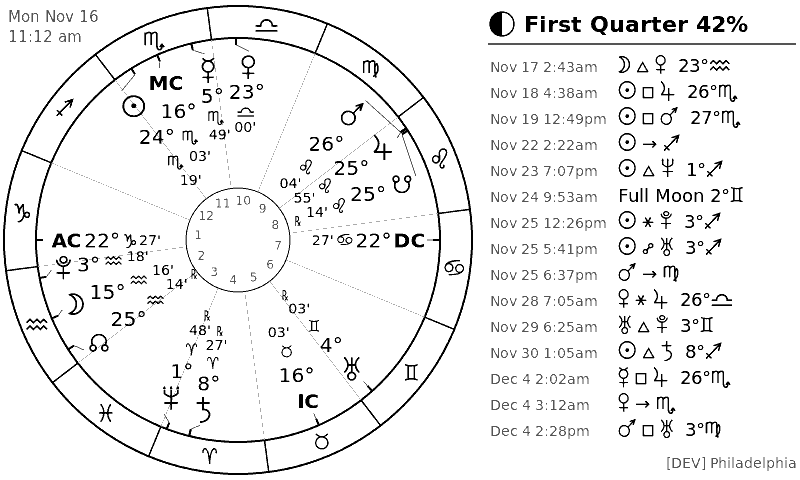 Mon Nov 16
11:12 am
First Quarter 42%
Nov 17 2:43am ☽ △ ♀ 23°♒
Nov 18 4:38am ☉ □ ♃ 26°♏
Nov 19 12:49pm ☉ □ ♂ 27°♏
Nov 22 2:22am ☉ → ♐
Nov 23 7:07pm ☉ △ ♆ 1°♐
Nov 24 9:53am Full Moon 2°♊
Nov 25 12:26pm ☉ ⚹ ⯓ 3°♐
Nov 25 5:41pm ☉ ☍ ♅ 3°♐
Nov 25 6:37pm ♂ → ♍
Nov 28 7:05am ♀ ⚹ ♃ 26°♎
Nov 29 6:25am ♅ △ ⯓ 3°♊
Nov 30 1:05am ☉ △ ♄ 8°♐
Dec 4 2:02am ☿ □ ♃ 26°♏
Dec 4 3:12am ♀ → ♏
Dec 4 2:28pm ♂ □ ♅ 3°♍
[DEV] Philadelphia
MC 16° ♏ 03'
☉ 24° ♏ 19'
☿ 5° ♏ 49'
♀ 23° ♎ 00'
♂ 26° ♌ 04'
♃ 25° ♌ 55'
☋ 25° ♌ 14' ℞
AC 22° ♑ 27'
27' ♋ 22° DC
⯓ 3° ♒ 18'
☽ 15° ♒ 16'
☊ 25° ♒ 14' ℞
♆ 1° ♈ 48' ℞
♄ 8° ♈ 27' ℞
IC 16° ♉ 03'
♅ 4° ♊ 03' ℞
1
2
3
4
5
6
7
8
9
10
11
12
♈
♉
♊
♋
♌
♍
♎
♏
♐
♑
♒
♓